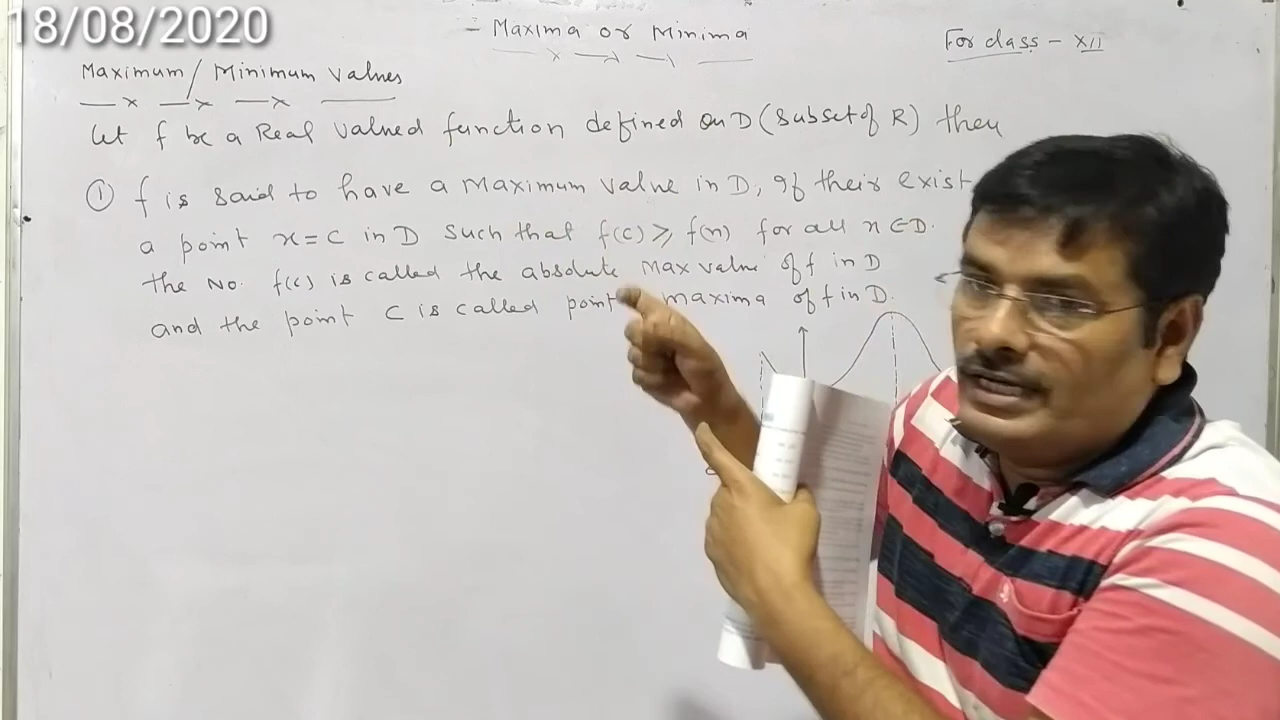 18/08/2020
- Maxima or Minima
For class - XII
Maximum/Minimum values
Let f be a Real valued function defined on D (subset of R) then
① f is said to have a maximum value in D, If their exist
a point x = c in D such that f(c) ⩾ f(x) for all x ∈ D.
the No. f(c) is called the absolute max value of f in D
and the point c is called point maxima of f in D.